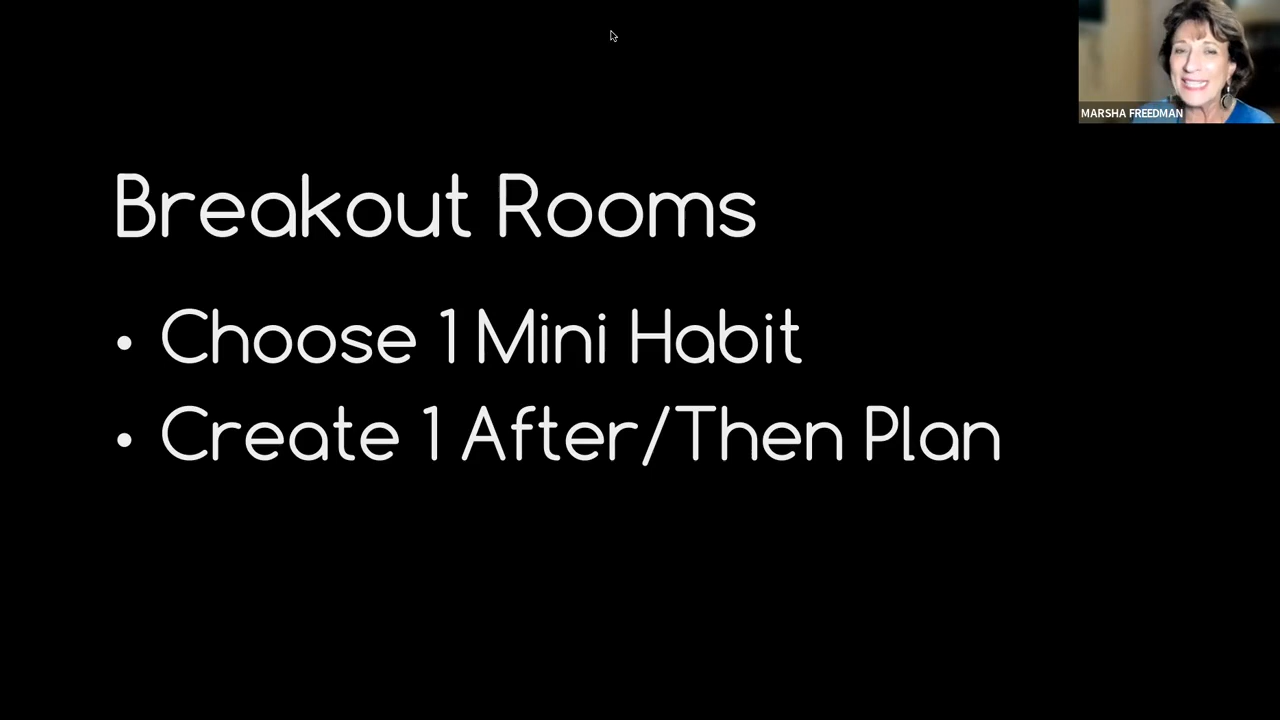 MARSHA FREEDMAN
Breakout Rooms
• Choose 1 Mini Habit
• Create 1 After/Then Plan